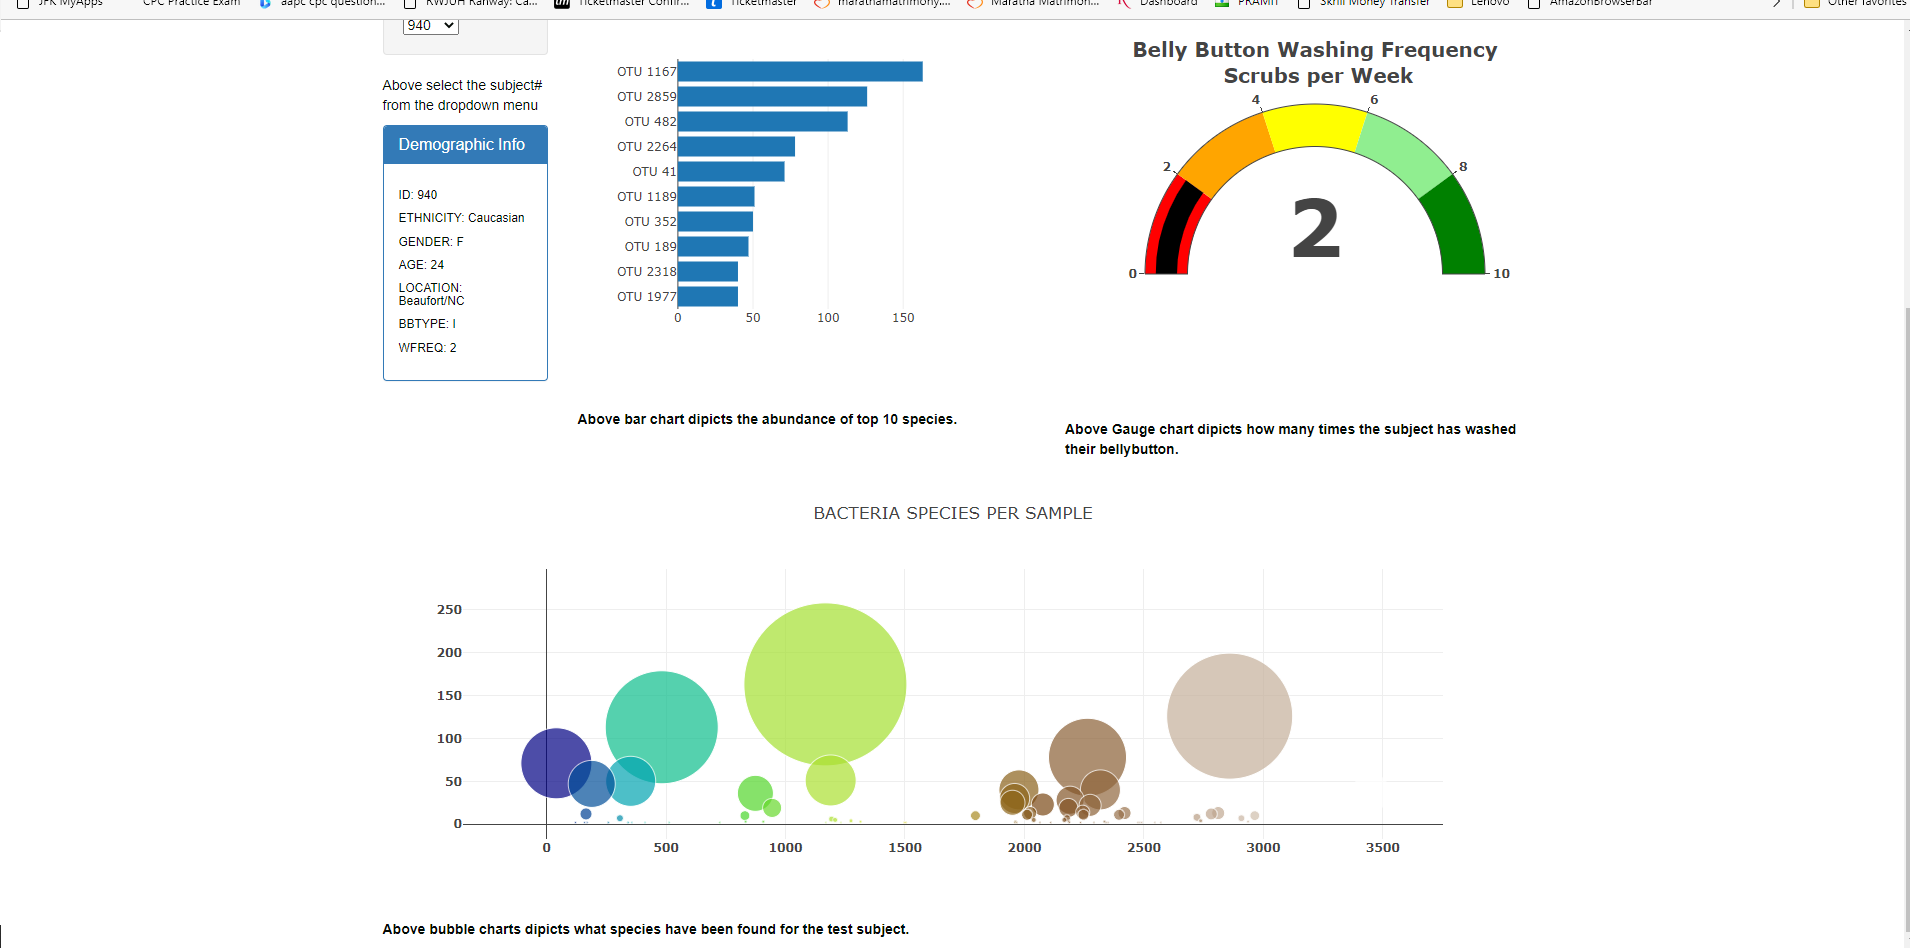 JFK MyApps CPC Practice Exam aapc cpc question... RWJUH Rahway: Ca... Ticketmaster Confir... Ticketmaster marathamatrimony.... Maratha Matrimon... Dashboard PRAMIT Skrill Money Transfer Lenovo AmazonBrowserBar Other favorites
940
Above select the subject#
from the dropdown menu
Demographic Info
ID: 940
ETHNICITY: Caucasian
GENDER: F
AGE: 24
LOCATION:
Beaufort/NC
BBTYPE: I
WFREQ: 2
OTU 1167
OTU 2859
OTU 482
OTU 2264
OTU 41
OTU 1189
OTU 352
OTU 189
OTU 2318
OTU 1977
0 50 100 150
Above bar chart dipicts the abundance of top 10 species.
Belly Button Washing Frequency
Scrubs per Week
4 6
2 8
2
0 10
Above Gauge chart dipicts how many times the subject has washed
their bellybutton.
BACTERIA SPECIES PER SAMPLE
250
200
150
100
50
0
0 500 1000 1500 2000 2500 3000 3500
Above bubble charts dipicts what species have been found for the test subject.